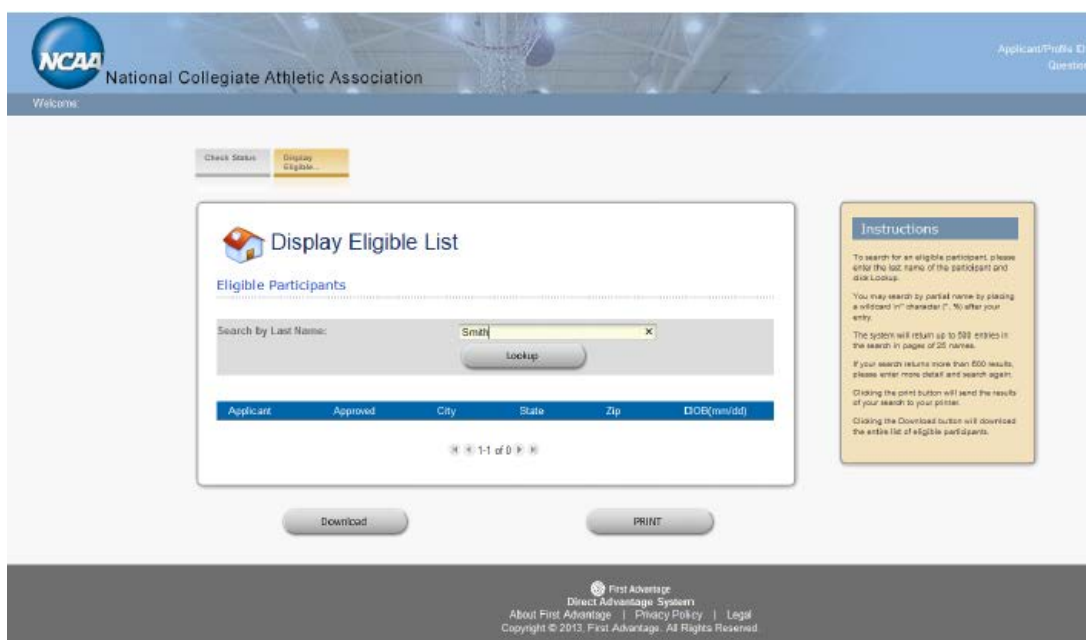 NCAA
National Collegiate Athletic Association
Applicant/Profile ID
Question
Welcome:
Check Status
Display
Eligible...
Display Eligible List
Eligible Participants
Search by Last Name:
Smith
Lookup
Applicant Approved City State Zip DOB(mm/dd)
1-1 of 0
Download
PRINT
Instructions
To search for an eligible participant, please
enter the last name of the participant and
click Lookup.
You may search by partial name by placing
a wildcard \n" character (*, %) after your
entry.
The system will return up to 500 entries in
the search in pages of 25 names.
If your search returns more than 500 results,
please enter more detail and search again.
Clicking the print button will send the results
of your search to your printer.
Clicking the Download button will download
the entire list of eligible participants.
First Advantage
Direct Advantage System
About First Advantage | Privacy Policy | Legal
Copyright © 2013, First Advantage. All Rights Reserved